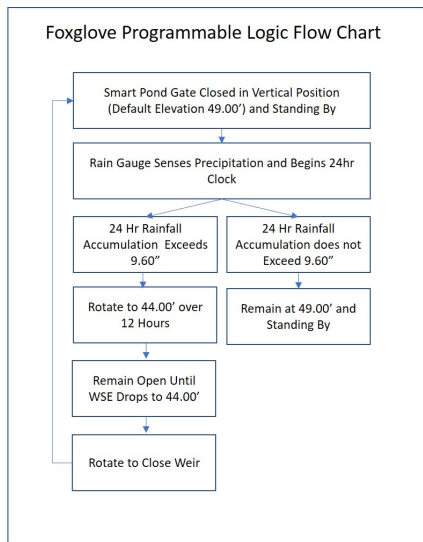 Foxglove Programmable Logic Flow Chart
Smart Pond Gate Closed in Vertical Position
(Default Elevation 49.00’) and Standing By
Rain Gauge Senses Precipitation and Begins 24hr
Clock
24 Hr Rainfall
Accumulation Exceeds
9.60”
24 Hr Rainfall
Accumulation does not
Exceed 9.60”
Rotate to 44.00’ over
12 Hours
Remain at 49.00’ and
Standing By
Remain Open Until
WSE Drops to 44.00’
Rotate to Close Weir